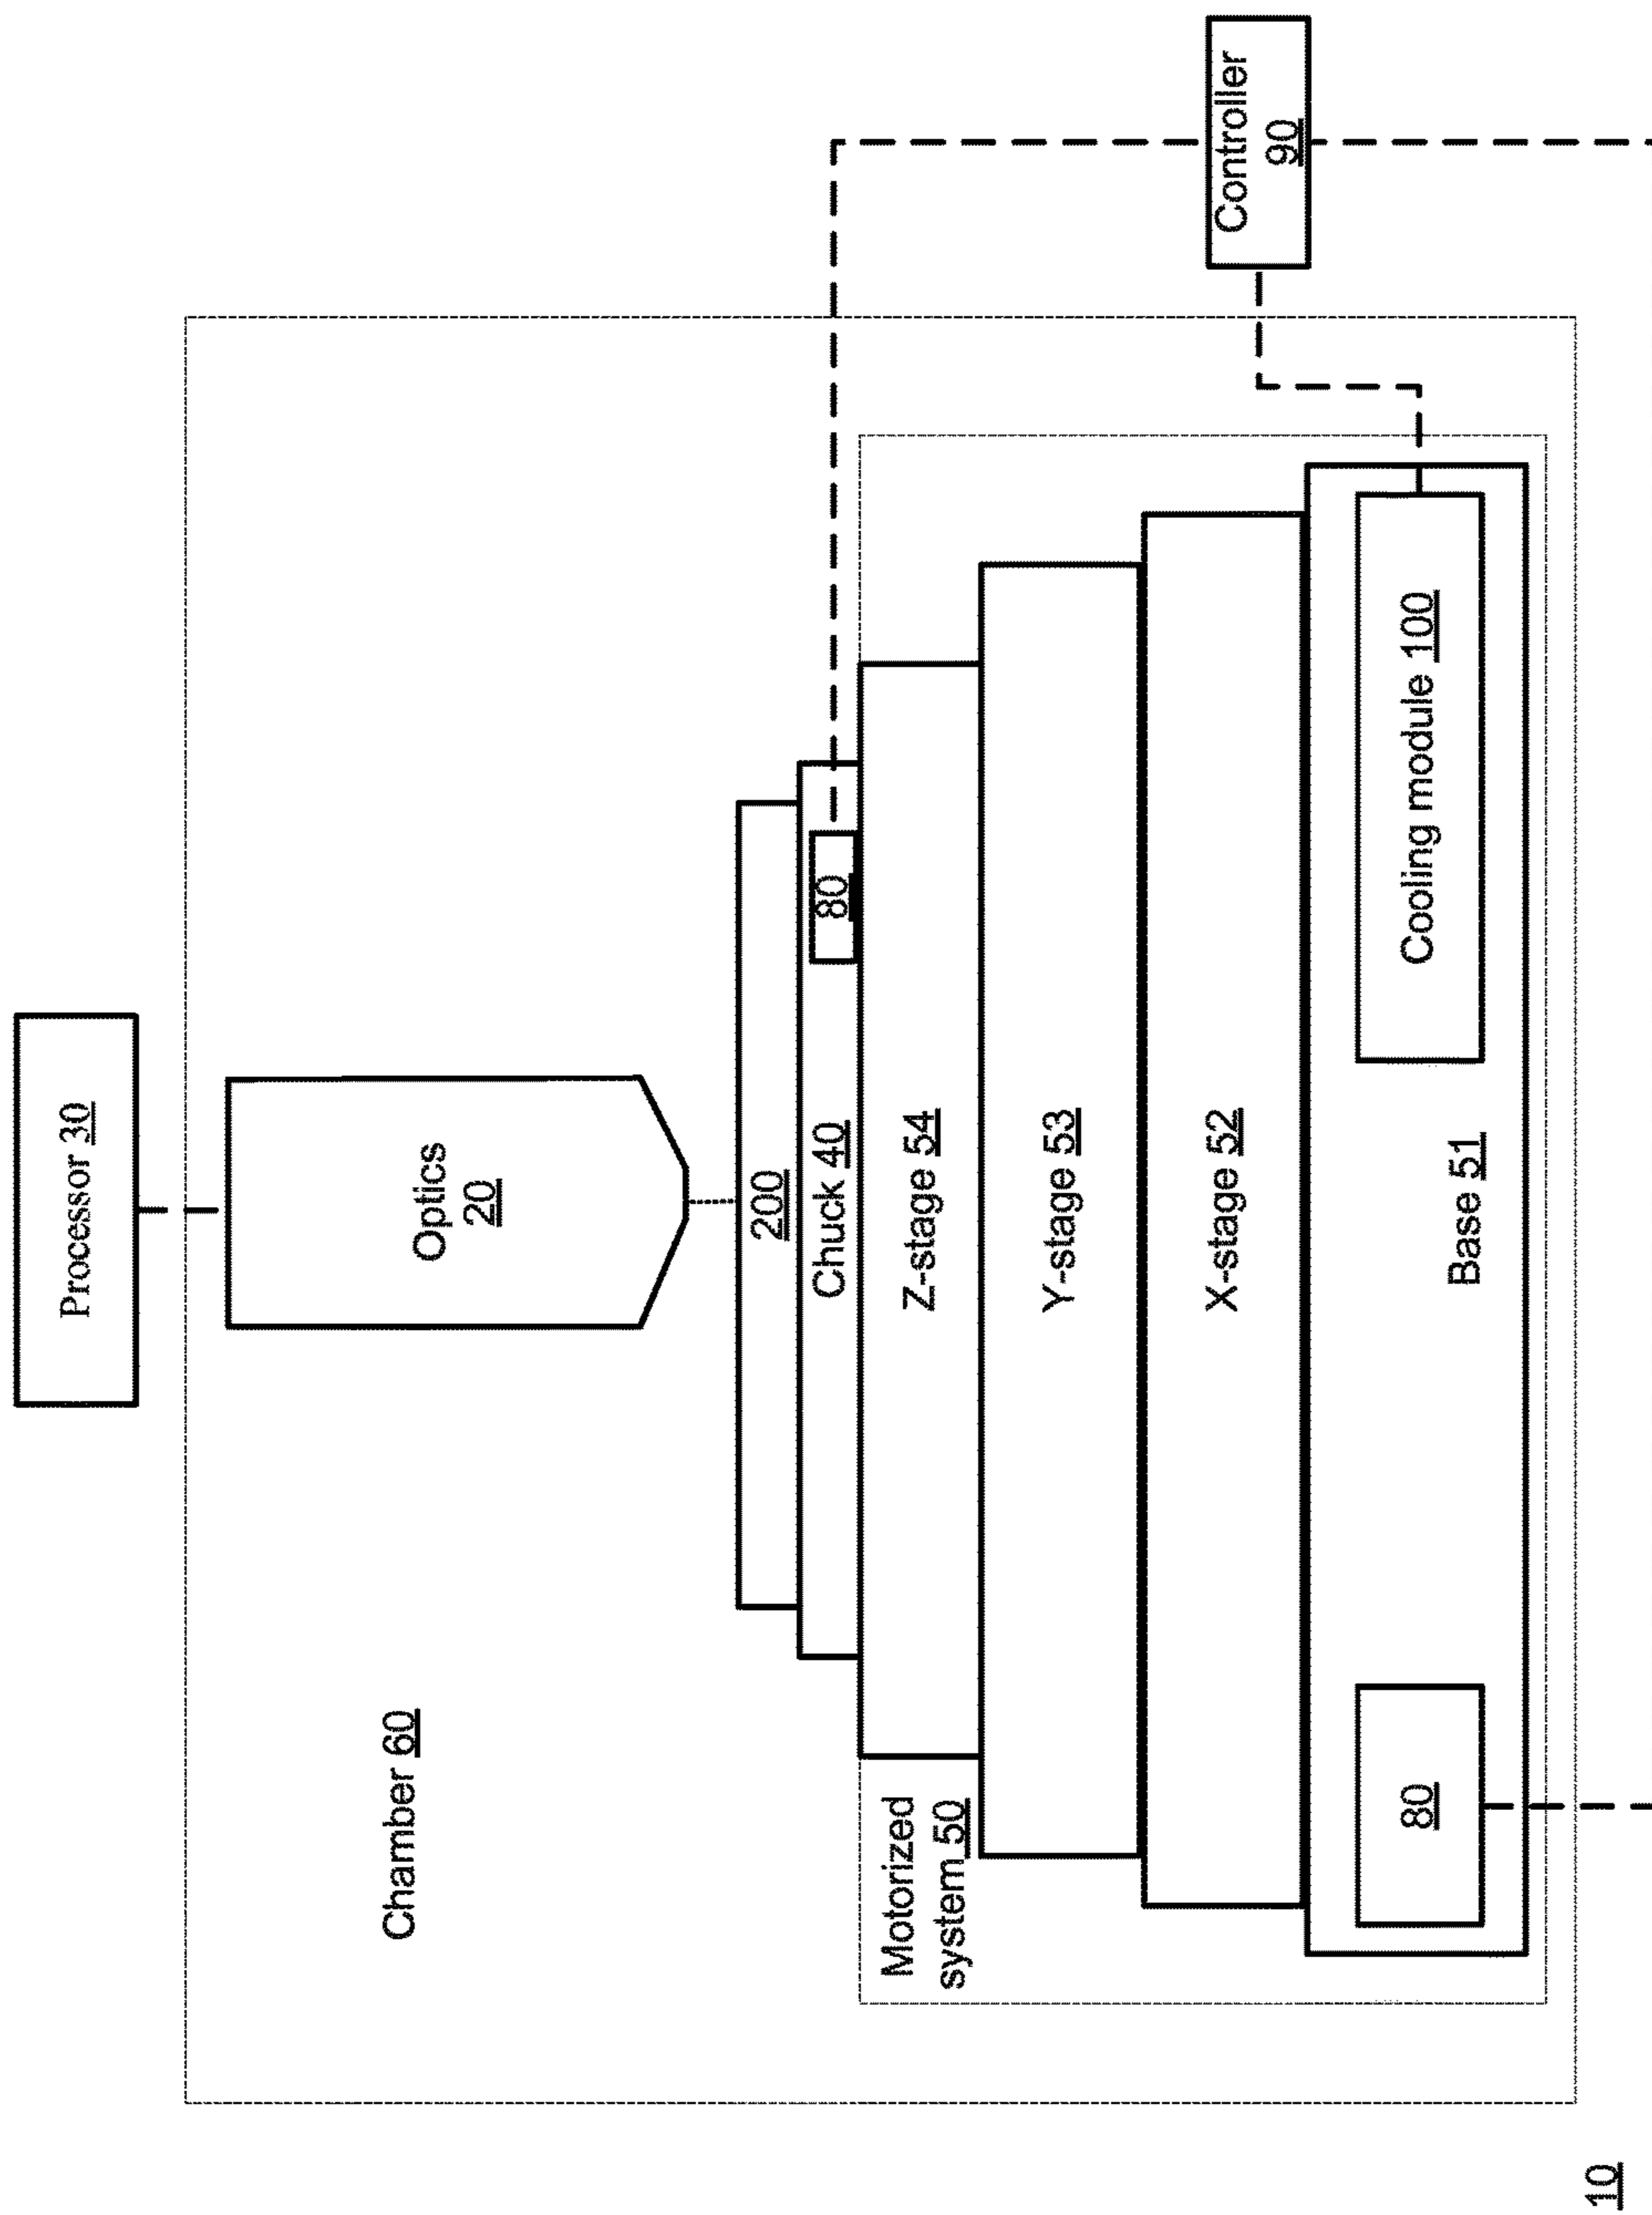 Processor 30
Optics
20
Chamber 60
200
Chuck 40
80
Z-stage 54
Motorized
system 50
Y-stage 53
X-stage 52
Controller
90
Cooling module 100
Base 51
80
10